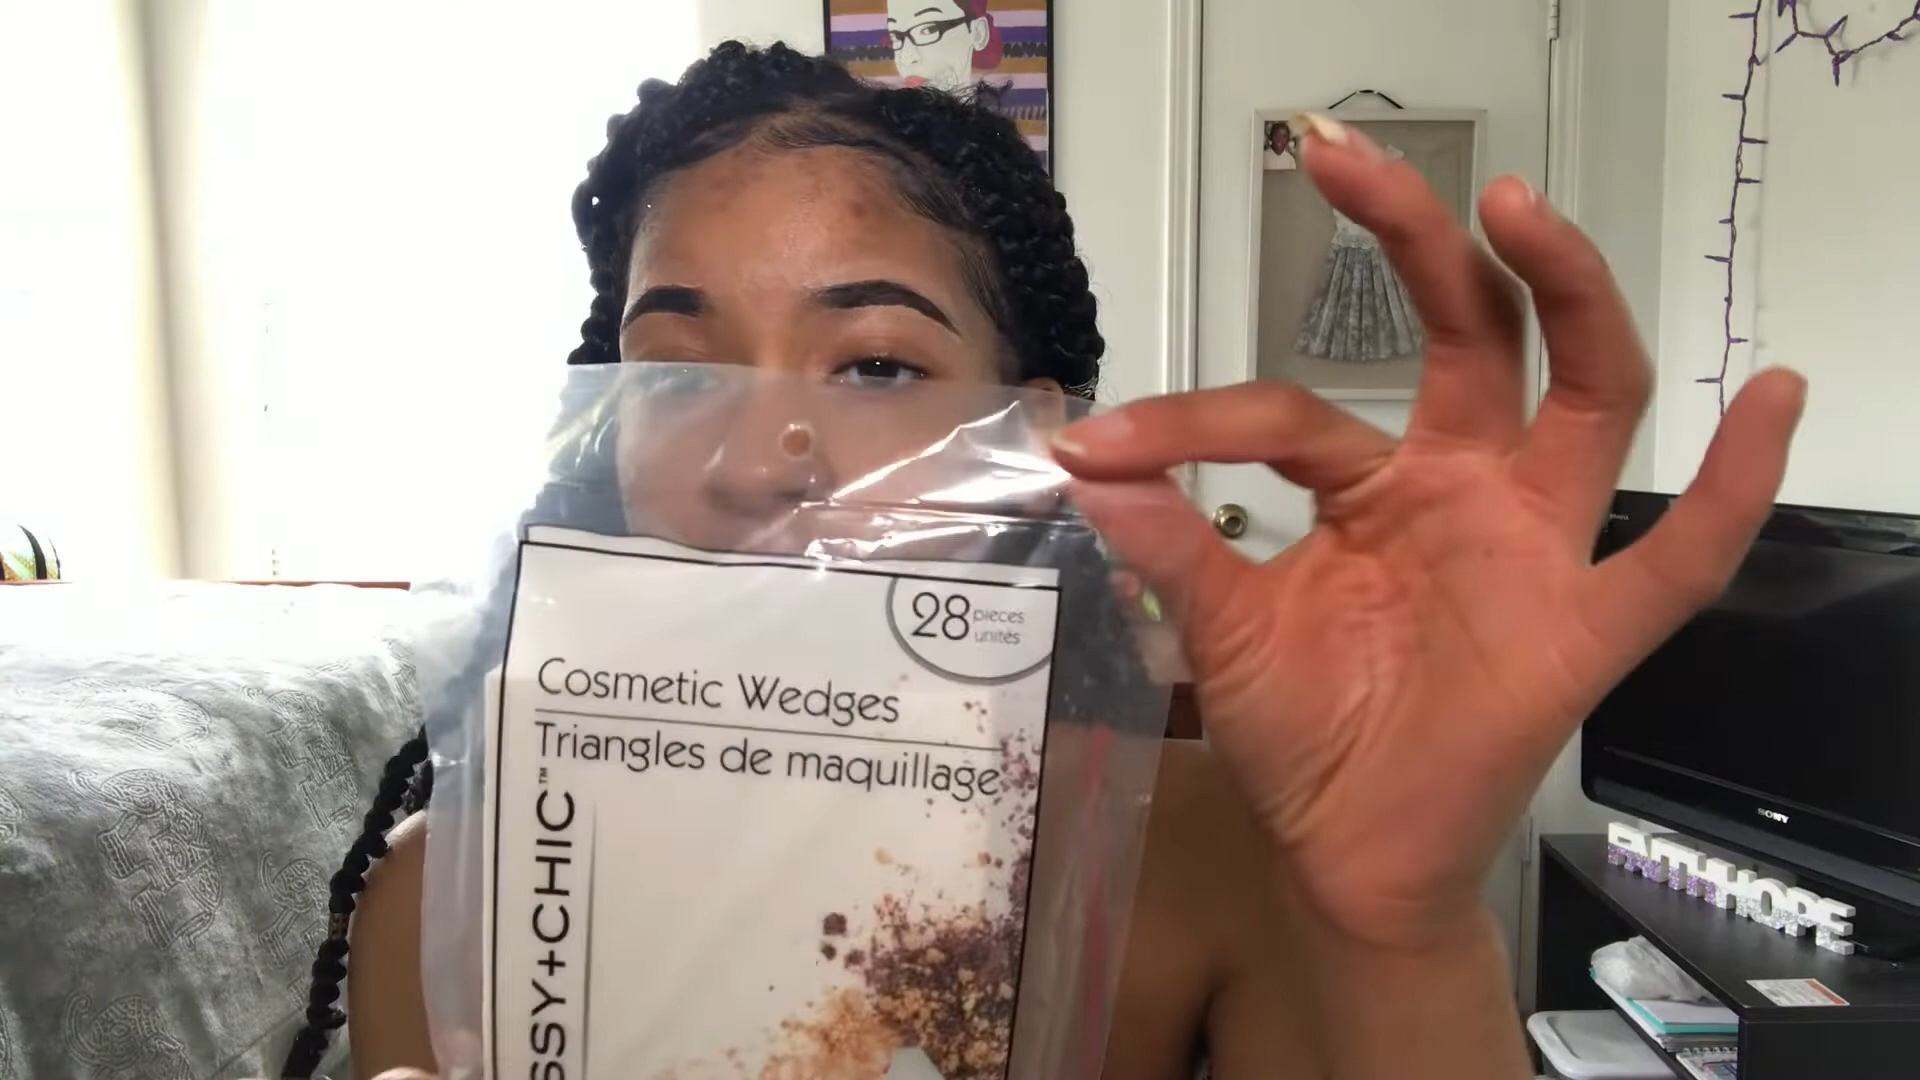 28 pieces
unités
Cosmetic Wedges
Triangles de maquillage
SSY+CHIC™
SONY
FAITH HOPE